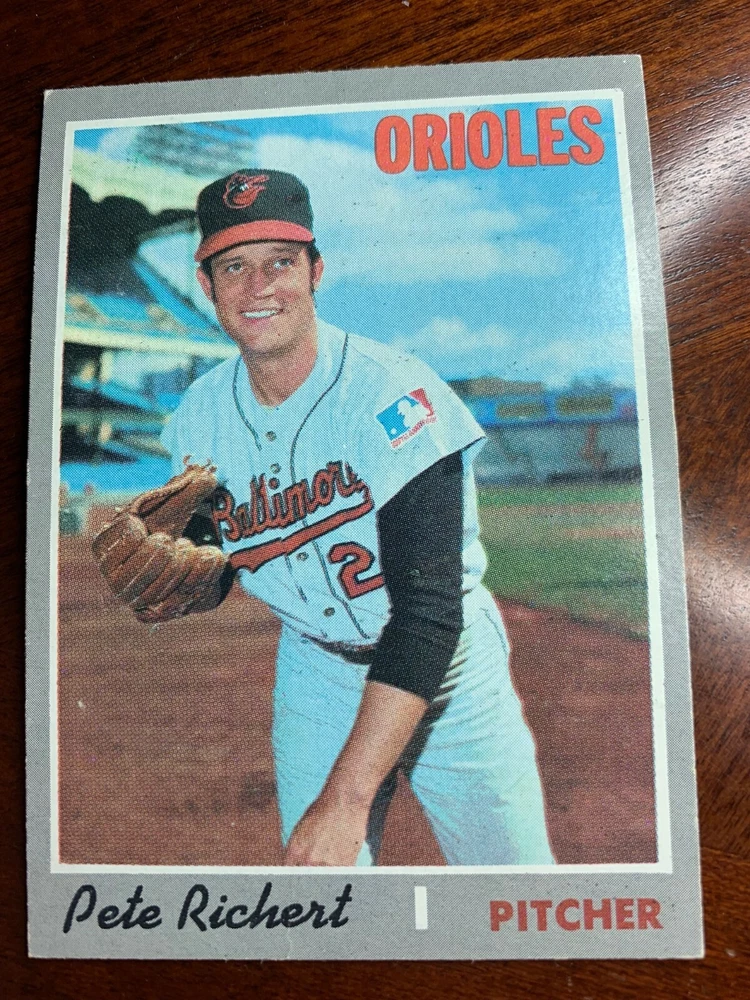 ORIOLES
Baltimore
2
Pete Richert
PITCHER